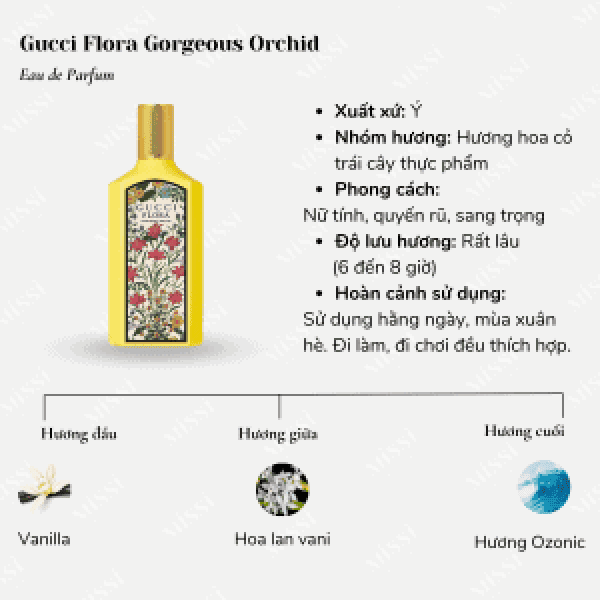 Gucci Flora Gorgeous Orchid
Eau de Parfum
• Xuất xứ: Ý
• Nhóm hương: Hương hoa cỏ
trái cây thực phẩm
• Phong cách:
Nữ tính, quyến rũ, sang trọng
• Độ lưu hương: Rất lâu
(6 đến 8 giờ)
• Hoàn cảnh sử dụng:
Sử dụng hằng ngày, mùa xuân
hè. Đi làm, đi chơi đều thích hợp.
GUCCI
FLORA
Hương đầu
Hương giữa
Hương cuối
Vanilla
Hoa lan vani
Hương Ozonic
MISSI